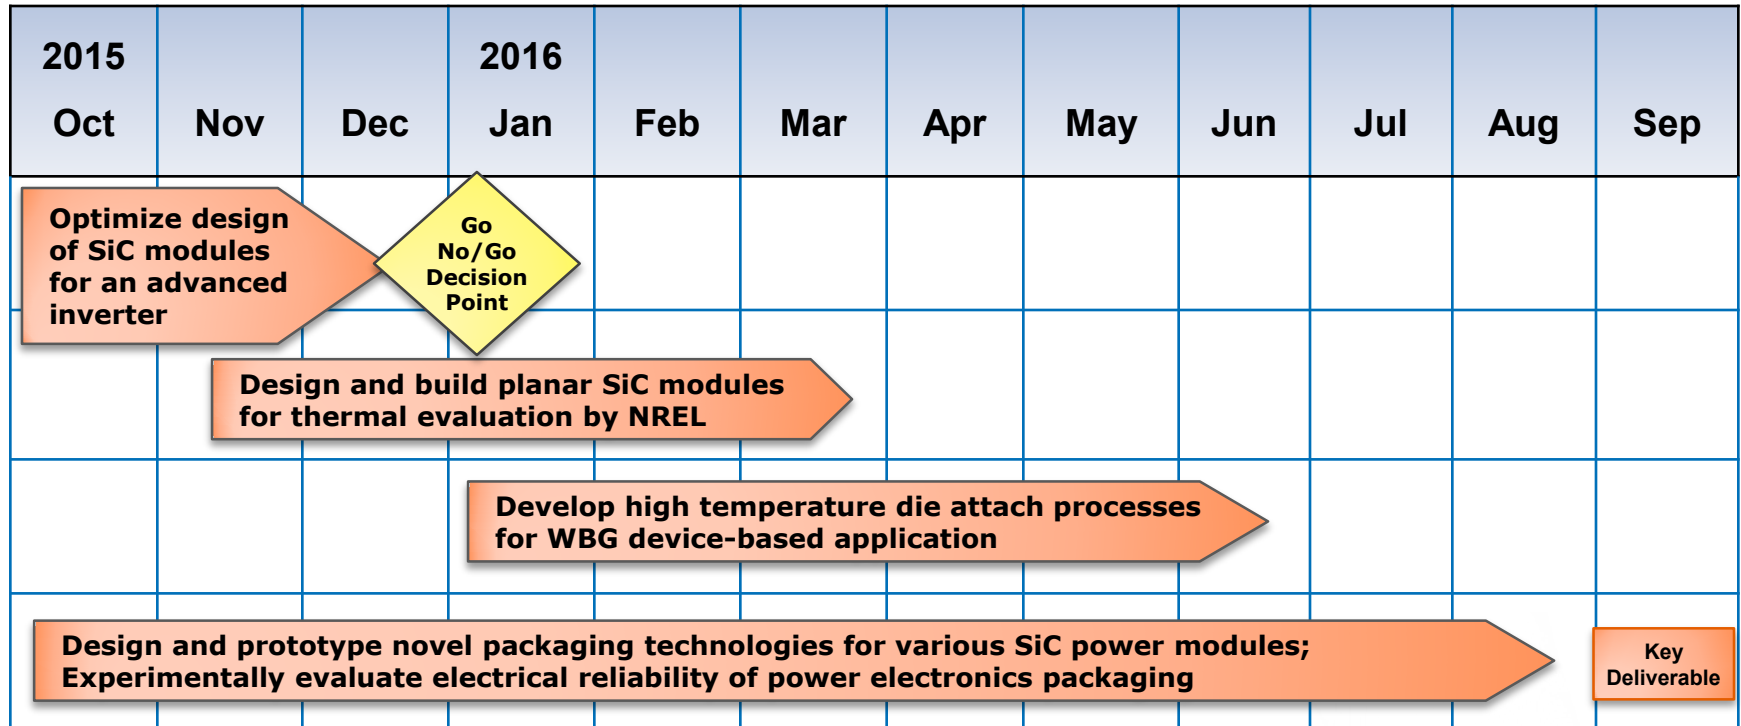 2015
2016
Oct
Nov
Dec
Jan
Feb
Mar
Apr
May
Jun
Jul
Aug
Sep
Optimize design
of SiC modules
for an advanced
inverter
Go
No/Go
Decision
Point
Design and build planar SiC modules
for thermal evaluation by NREL
Develop high temperature die attach processes
for WBG device-based application
Design and prototype novel packaging technologies for various SiC power modules;
Experimentally evaluate electrical reliability of power electronics packaging
Key
Deliverable